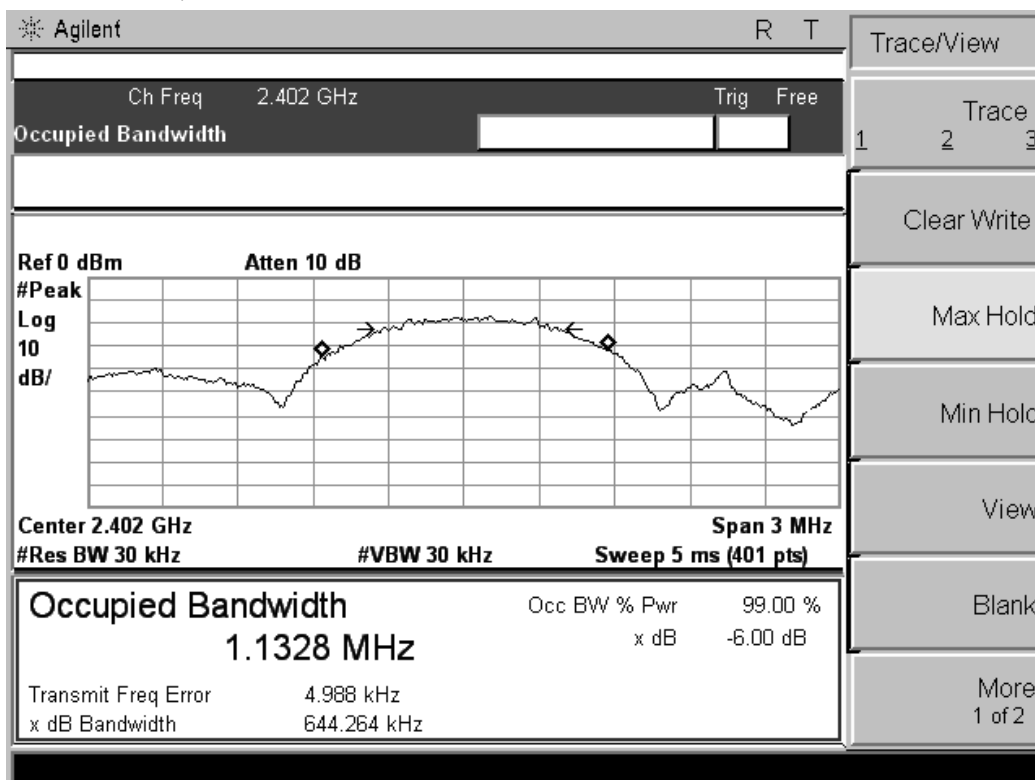 Agilent R T
Trace/View
Ch Freq 2.402 GHz Trig Free
Occupied Bandwidth
Trace
1 2 3
Clear Write
Max Hold
Min Hold
View
Blank
More
1 of 2
Ref 0 dBm Atten 10 dB
#Peak
Log
10
dB/
Center 2.402 GHz Span 3 MHz
#Res BW 30 kHz #VBW 30 kHz Sweep 5 ms (401 pts)
Occupied Bandwidth Occ BW % Pwr 99.00 %
1.1328 MHz x dB -6.00 dB
Transmit Freq Error 4.988 kHz
x dB Bandwidth 644.264 kHz